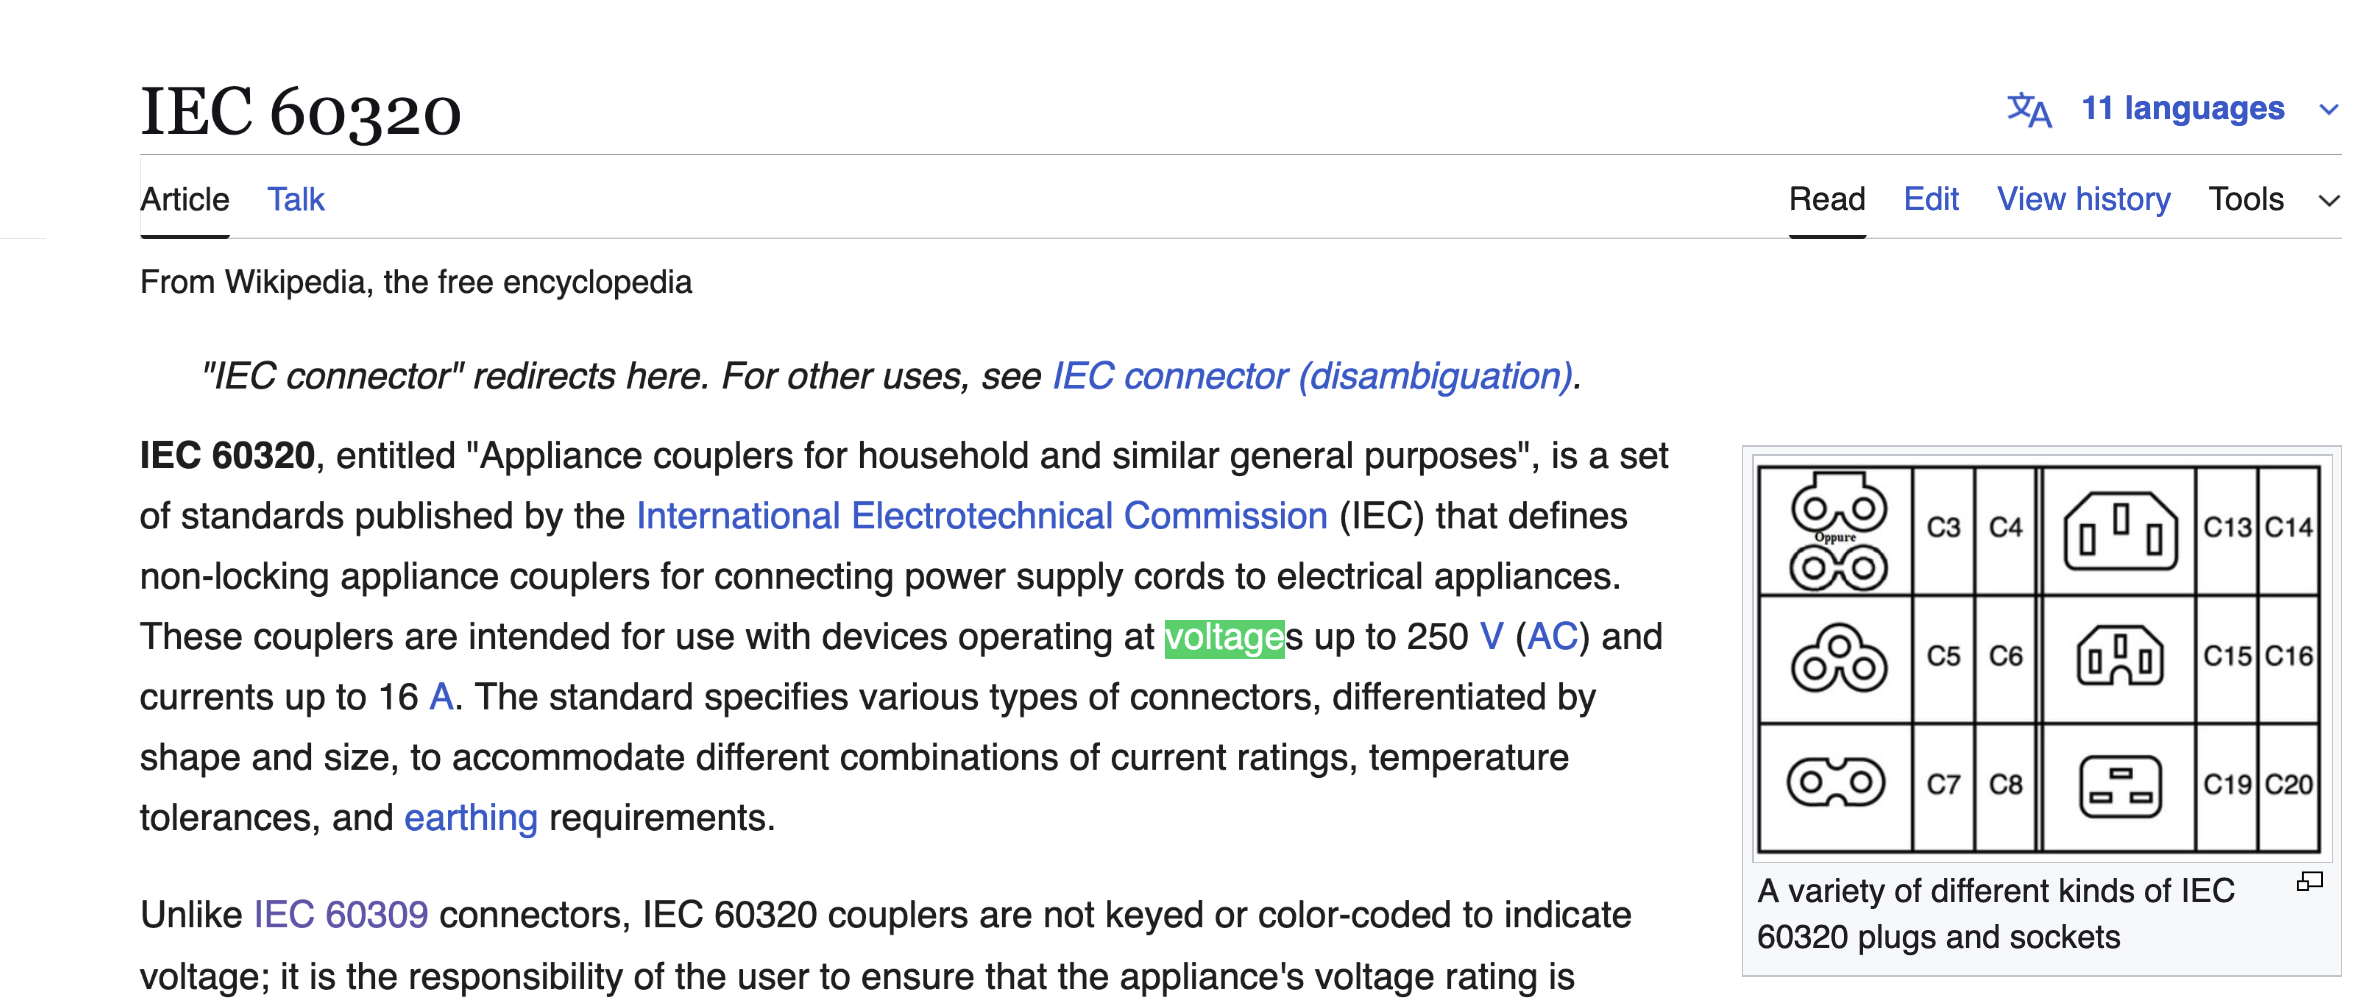 IEC 60320
文A 11 languages
Article Talk Read Edit View history Tools
From Wikipedia, the free encyclopedia
"IEC connector" redirects here. For other uses, see IEC connector (disambiguation).
IEC 60320, entitled "Appliance couplers for household and similar general purposes", is a set
of standards published by the International Electrotechnical Commission (IEC) that defines
non-locking appliance couplers for connecting power supply cords to electrical appliances.
These couplers are intended for use with devices operating at voltages up to 250 V (AC) and
currents up to 16 A. The standard specifies various types of connectors, differentiated by
shape and size, to accommodate different combinations of current ratings, temperature
tolerances, and earthing requirements.
Unlike IEC 60309 connectors, IEC 60320 couplers are not keyed or color-coded to indicate
voltage; it is the responsibility of the user to ensure that the appliance's voltage rating is
Oppure
C3 C4 C13 C14
C5 C6 C15 C16
C7 C8 C19 C20
A variety of different kinds of IEC
60320 plugs and sockets